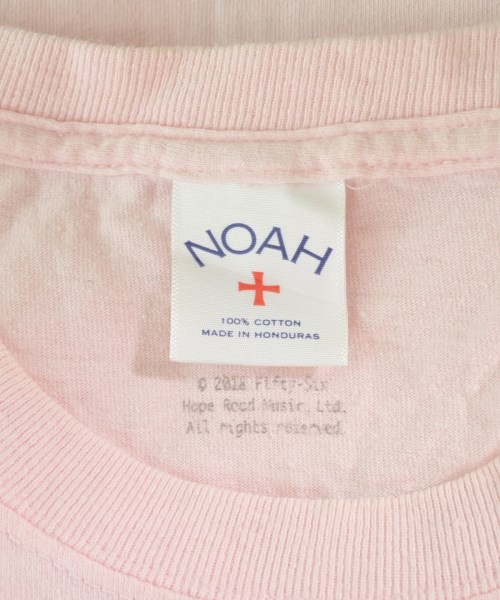 NOAH
100% COTTON
MADE IN HONDURAS
© 2018 Fifty-Six
Hope Road Music, Ltd.
All rights reserved.